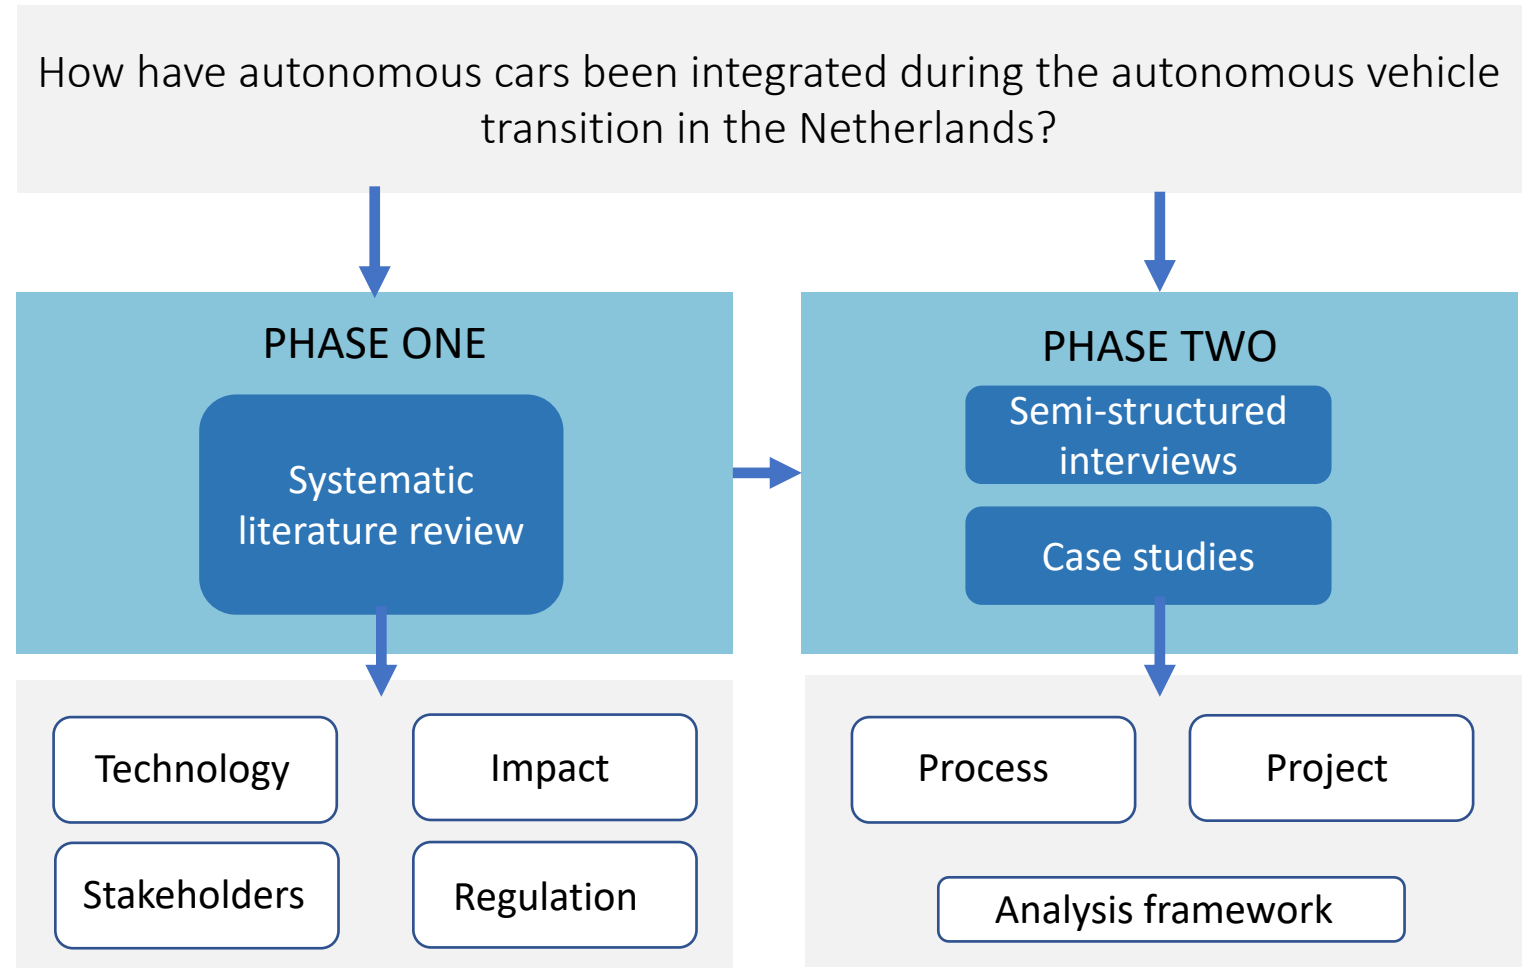 How have autonomous cars been integrated during the autonomous vehicle
transition in the Netherlands?
PHASE ONE
Systematic
literature review
PHASE TWO
Semi-structured
interviews
Case studies
Technology
Impact
Stakeholders
Regulation
Process
Project
Analysis framework